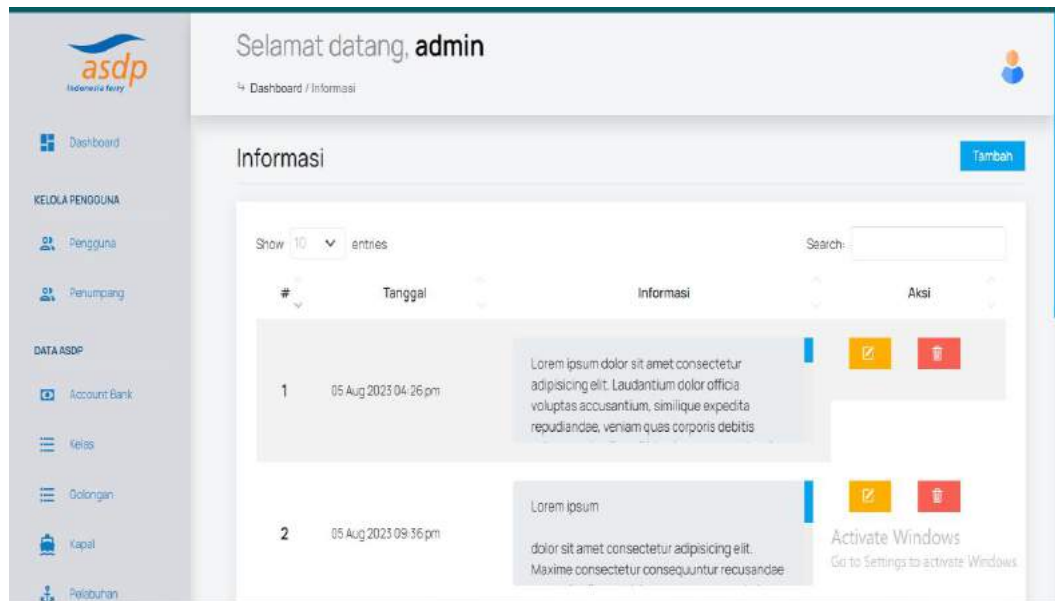 asdp
Indonesia ferry
Selamat datang, admin
Dashboard / Informasi
Dashboard
KELOLA PENGGUNA
Pengguna
Penumpang
DATA ASDP
Account Bank
Kelas
Golongan
Kapal
Pelabuhan
Informasi
Tambah
Show 10 entries
Search:
# Tanggal Informasi Aksi
1 05 Aug 2023 04:26 pm
Lorem ipsum dolor sit amet consectetur
adipisicing elit. Laudantium dolor officia
voluptas accusantium, similique expedita
repudiandae, veniam quas corporis debitis
2 05 Aug 2023 09:36 pm
Lorem ipsum
dolor sit amet consectetur adipisicing elit.
Maxime consectetur consequuntur recusandae
Activate Windows
Go to Settings to activate Windows.